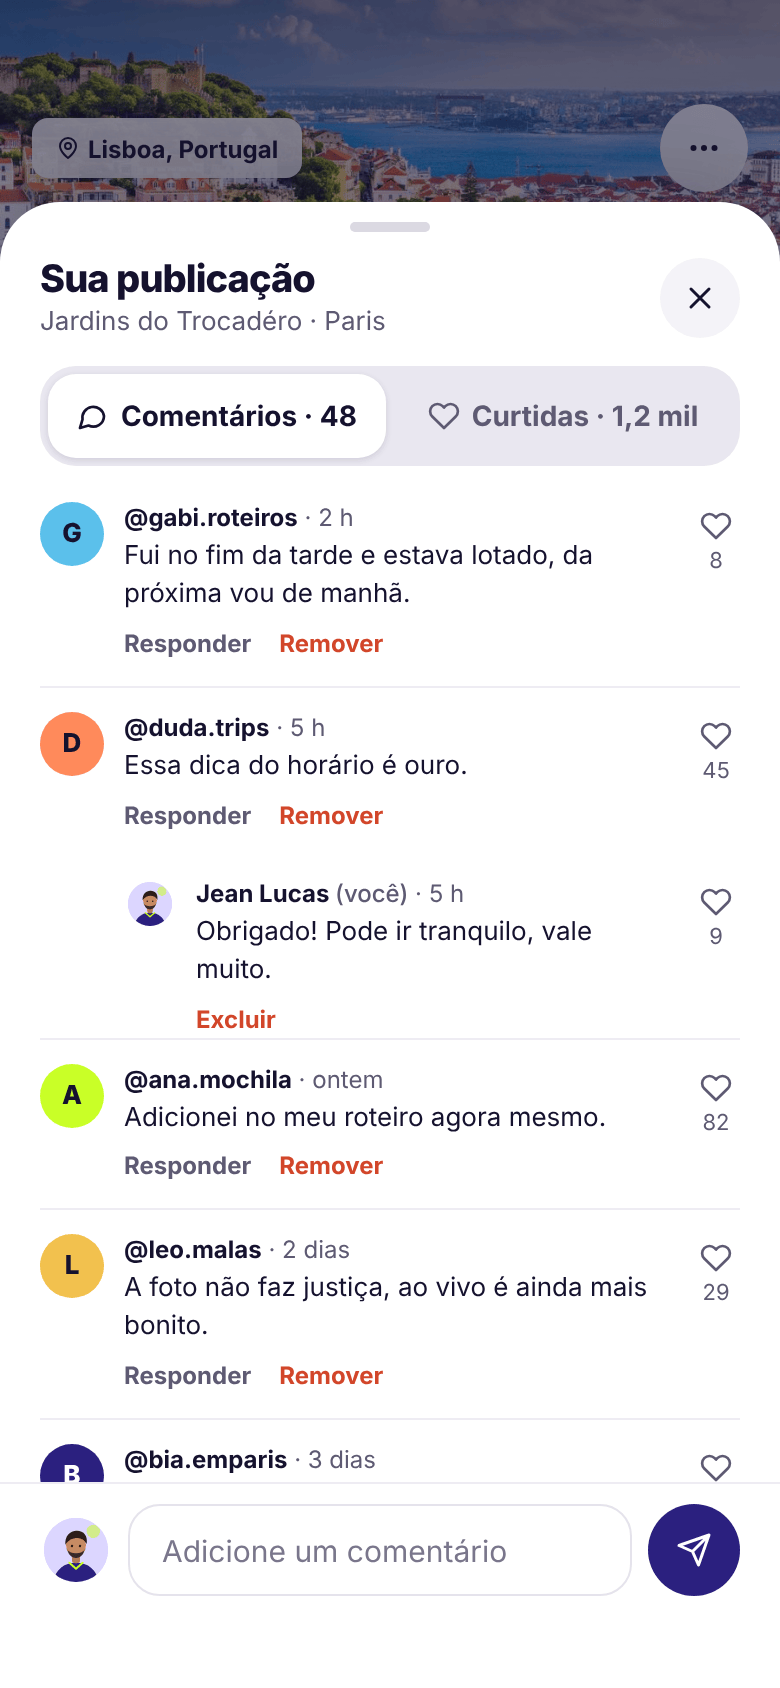 Lisboa, Portugal
Sua publicação
Jardins do Trocadéro · Paris
Comentários · 48
Curtidas · 1,2 mil
G
@gabi.roteiros · 2 h
Fui no fim da tarde e estava lotado, da
próxima vou de manhã.
8
Responder Remover
D
@duda.trips · 5 h
Essa dica do horário é ouro.
45
Responder Remover
Jean Lucas (você) · 5 h
Obrigado! Pode ir tranquilo, vale
muito.
9
Excluir
A
@ana.mochila · ontem
Adicionei no meu roteiro agora mesmo.
82
Responder Remover
L
@leo.malas · 2 dias
A foto não faz justiça, ao vivo é ainda mais
bonito.
29
Responder Remover
B
@bia.emparis · 3 dias
Adicione um comentário